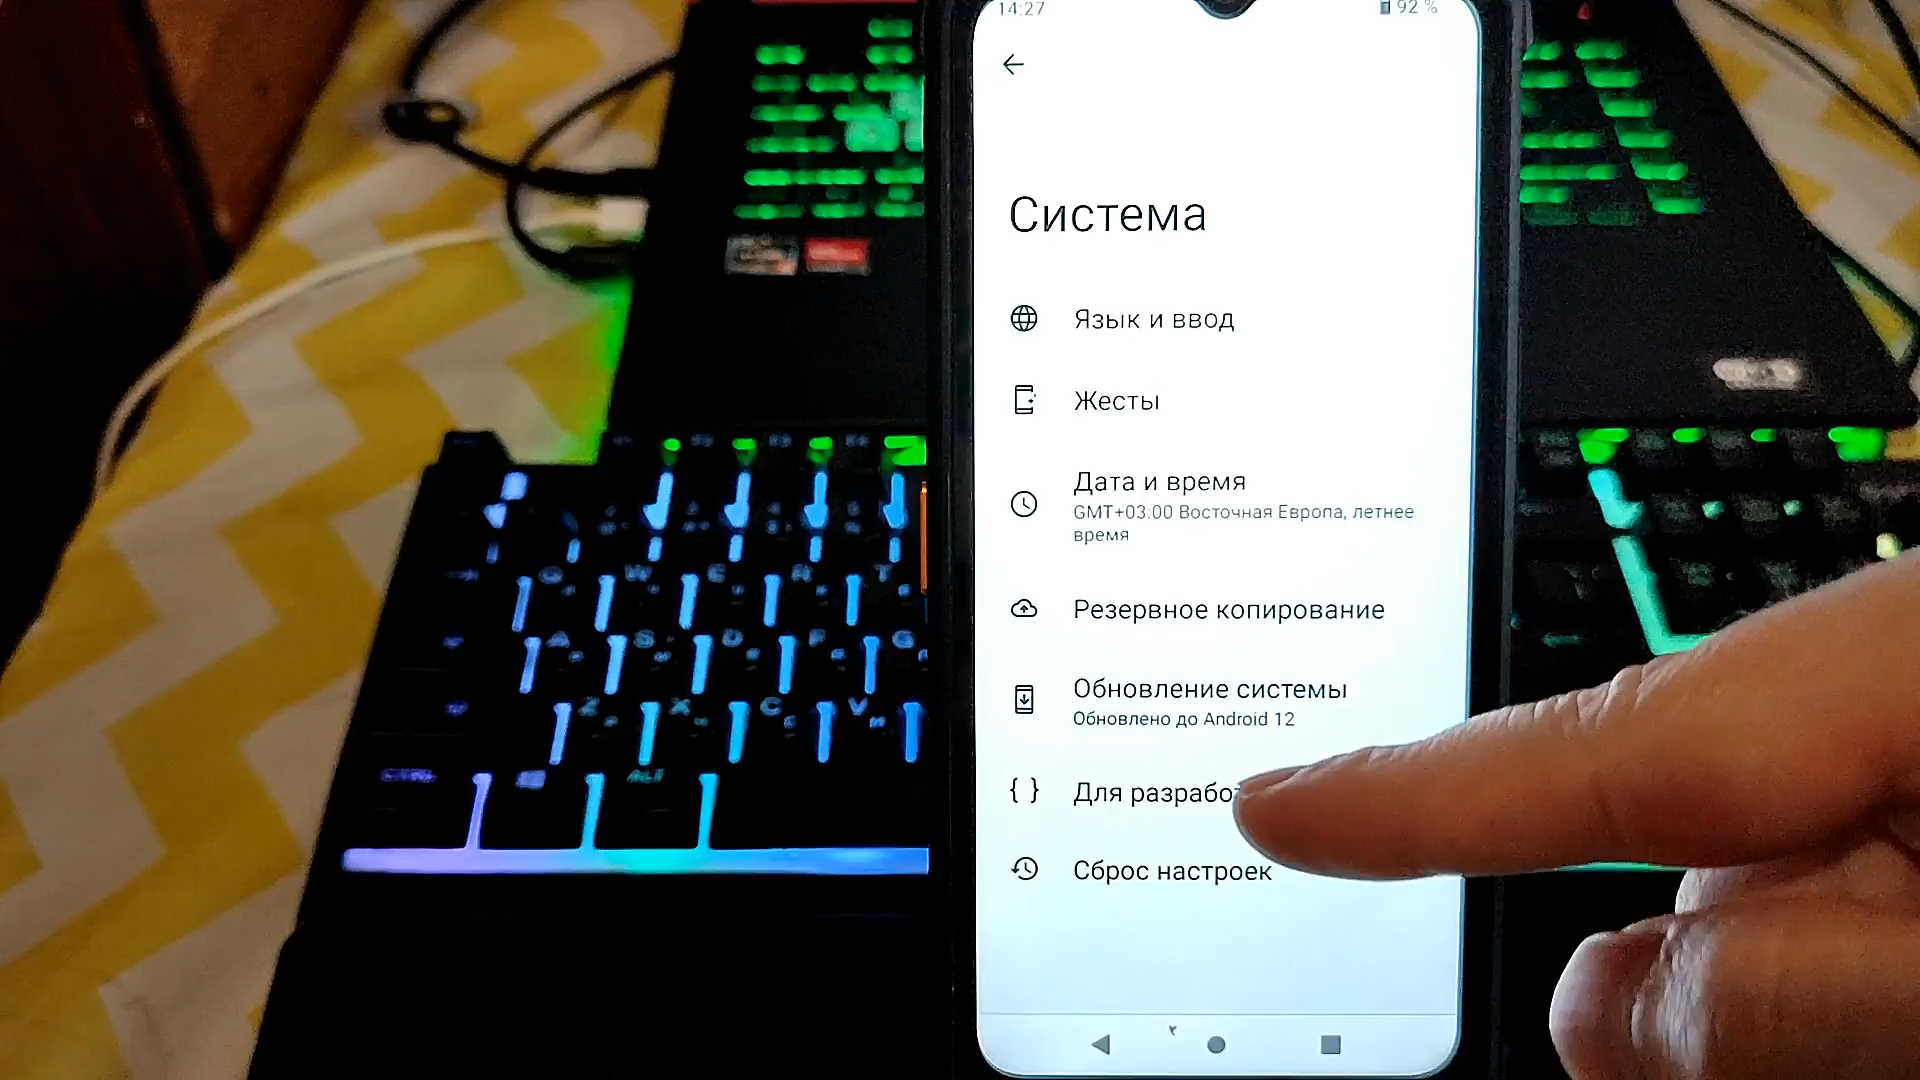 14:27
92 %
Система
Язык и ввод
Жесты
Дата и время
GMT+03:00 Восточная Европа, летнее
время
Резервное копирование
Обновление системы
Обновлено до Android 12
Для
Сброс настроек
W E R T
A S D F G
Z X C V
ALT